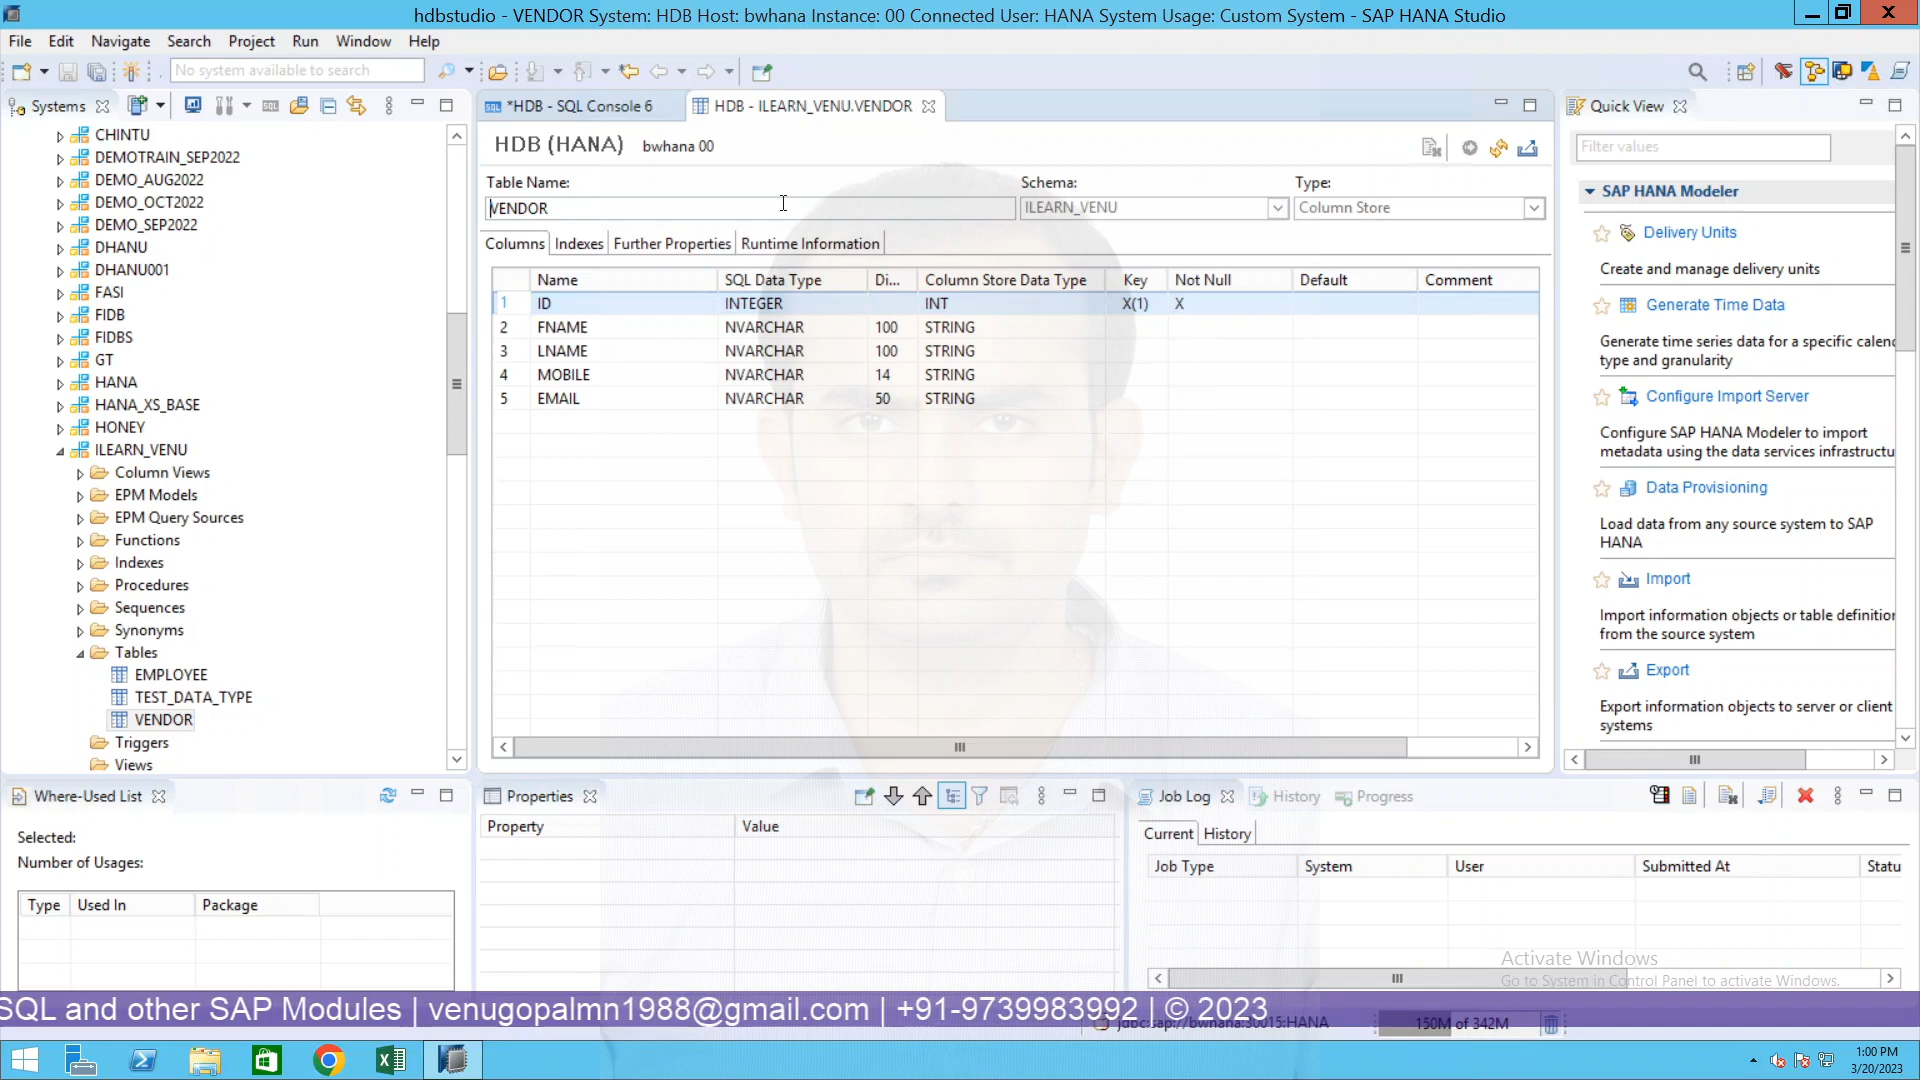 hdbstudio - VENDOR System: HDB Host: bwhana Instance: 00 Connected User: HANA System Usage: Custom System - SAP HANA Studio
File Edit Navigate Search Project Run Window Help
No system available to search
Systems
CHINTU
DEMOTRAIN_SEP2022
DEMO_AUG2022
DEMO_OCT2022
DEMO_SEP2022
DHANU
DHANU001
FASI
FIDB
FIDBS
GT
HANA
HANA_XS_BASE
HONEY
ILEARN_VENU
Column Views
EPM Models
EPM Query Sources
Functions
Indexes
Procedures
Sequences
Synonyms
Tables
EMPLOYEE
TEST_DATA_TYPE
VENDOR
Triggers
Views
*HDB - SQL Console 6
HDB - ILEARN_VENU.VENDOR
HDB (HANA) bwhana 00
Table Name: Schema: Type:
VENDOR ILEARN_VENU Column Store
Columns Indexes Further Properties Runtime Information
Name SQL Data Type Di... Column Store Data Type Key Not Null Default Comment
1 ID INTEGER INT X(1) X
2 FNAME NVARCHAR 100 STRING
3 LNAME NVARCHAR 100 STRING
4 MOBILE NVARCHAR 14 STRING
5 EMAIL NVARCHAR 50 STRING
Quick View
Filter values
SAP HANA Modeler
Delivery Units
Create and manage delivery units
Generate Time Data
Generate time series data for a specific calenc
type and granularity
Configure Import Server
Configure SAP HANA Modeler to import
metadata using the data services infrastructu
Data Provisioning
Load data from any source system to SAP
HANA
Import
Import information objects or table definition
from the source system
Export
Export information objects to server or client
systems
Where-Used List
Selected:
Number of Usages:
Type Used In Package
Properties
Property Value
Job Log History Progress
Current History
Job Type System User Submitted At Statu
Activate Windows
Go to System in Control Panel to activate Windows.
SQL and other SAP Modules | venugopalmn1988@gmail.com | +91-9739983992 | © 2023
jdbc:sap://bwhana:30015:HANA 150M of 342M
1:00 PM
3/20/2023